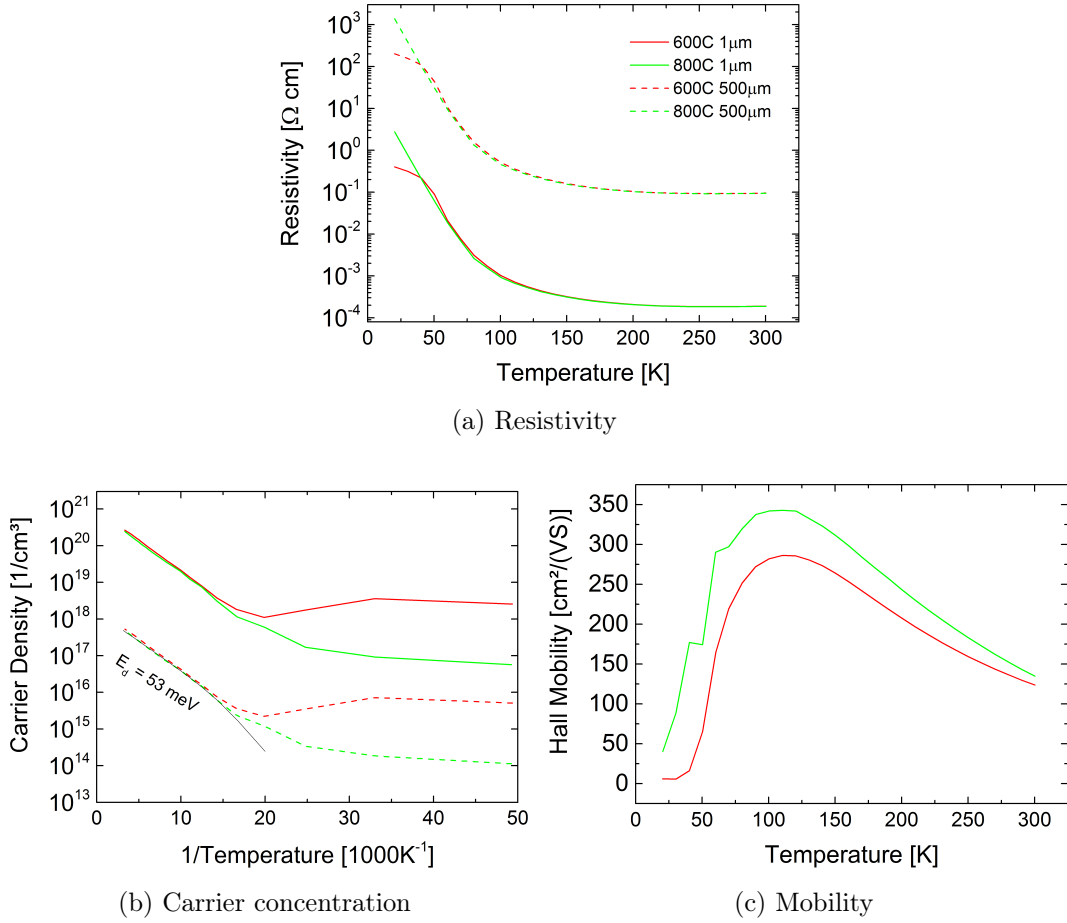 10³
10²
10¹
10⁰
10⁻¹
10⁻²
10⁻³
10⁻⁴
Resistivity [Ω cm]
600C 1μm
800C 1μm
600C 500μm
800C 500μm
0 50 100 150 200 250 300
Temperature [K]
(a) Resistivity
10²¹
10²⁰
10¹⁹
10¹⁸
10¹⁷
10¹⁶
10¹⁵
10¹⁴
10¹³
Carrier Density [1/cm³]
E_d = 53 meV
0 10 20 30 40 50
1/Temperature [1000K⁻¹]
(b) Carrier concentration
350
300
250
200
150
100
50
0
Hall Mobility [cm²/(VS)]
0 50 100 150 200 250 300
Temperature [K]
(c) Mobility